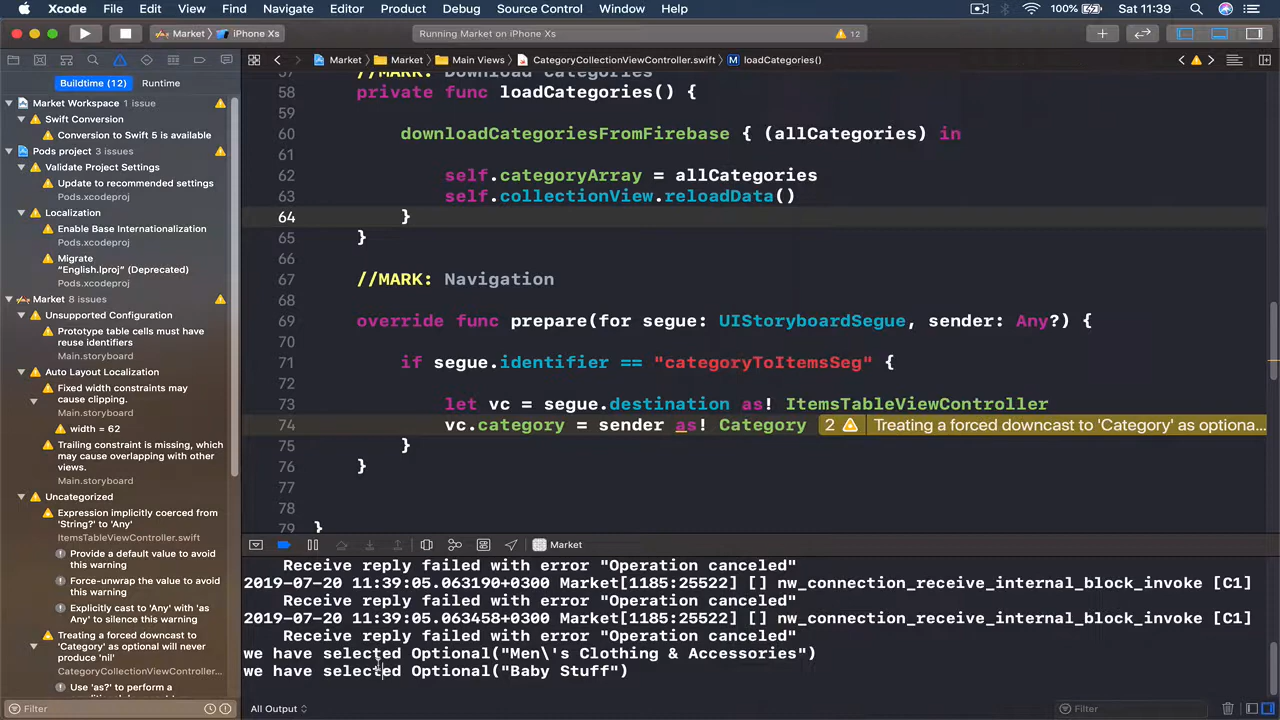 Xcode File Edit View Find Navigate Editor Product Debug Source Control Window Help 100% Sat 11:39
Market iPhone Xs Running Market on iPhone Xs 12
Market Market Main Views CategoryCollectionViewController.swift loadCategories()
Buildtime (12) Runtime
Market Workspace 1 issue
Swift Conversion
Conversion to Swift 5 is available
Pods project 3 issues
Validate Project Settings
Update to recommended settings
Pods.xcodeproj
Localization
Enable Base Internationalization
Pods.xcodeproj
Migrate
“English.lproj” (Deprecated)
Pods.xcodeproj
Market 8 issues
Unsupported Configuration
Prototype table cells must have
reuse identifiers
Main.storyboard
Auto Layout Localization
Fixed width constraints may
cause clipping.
Main.storyboard
width = 62
Trailing constraint is missing, which
may cause overlapping with other
views.
Main.storyboard
Uncategorized
Expression implicitly coerced from
'String?' to 'Any'
ItemsTableViewController.swift
Provide a default value to avoid
this warning
Force-unwrap the value to avoid
this warning
Explicitly cast to 'Any' with 'as
Any' to silence this warning
Treating a forced downcast to
'Category' as optional will never
produce 'nil'
CategoryCollectionViewController...
Use 'as?' to perform a
Filter
57 //MARK: Download categories
58 private func loadCategories() {
59
60 downloadCategoriesFromFirebase { (allCategories) in
61
62 self.categoryArray = allCategories
63 self.collectionView.reloadData()
64 }
65 }
66
67 //MARK: Navigation
68
69 override func prepare(for segue: UIStoryboardSegue, sender: Any?) {
70
71 if segue.identifier == "categoryToItemsSeg" {
72
73 let vc = segue.destination as! ItemsTableViewController
74 vc.category = sender as! Category 2 Treating a forced downcast to 'Category' as optiona...
75 }
76 }
77
78
79 }
Market
Receive reply failed with error "Operation canceled"
2019-07-20 11:39:05.063190+0300 Market[1185:25522] [] nw_connection_receive_internal_block_invoke [C1]
Receive reply failed with error "Operation canceled"
2019-07-20 11:39:05.063458+0300 Market[1185:25522] [] nw_connection_receive_internal_block_invoke [C1]
Receive reply failed with error "Operation canceled"
we have selected Optional("Men\'s Clothing & Accessories")
we have selected Optional("Baby Stuff")
All Output Filter